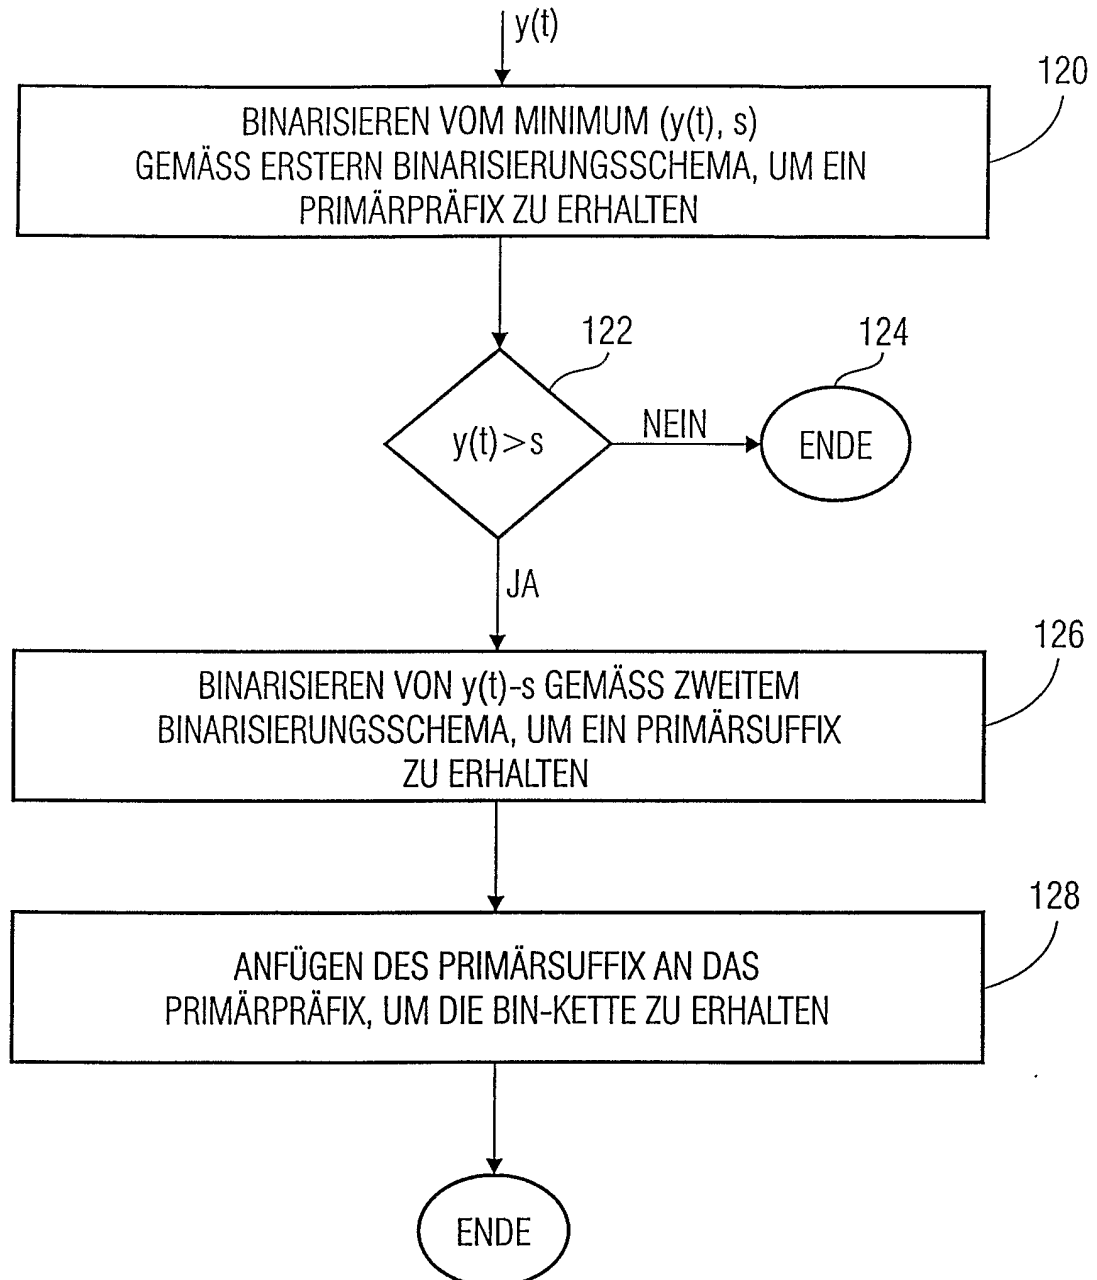 y(t)
120
BINARISIEREN VOM MINIMUM (y(t), s)
GEMÄSS ERSTERN BINARISIERUNGSSCHEMA, UM EIN
PRIMÄRPRÄFIX ZU ERHALTEN
122
124
y(t)>s
NEIN
ENDE
JA
126
BINARISIEREN VON y(t)-s GEMÄSS ZWEITEM
BINARISIERUNGSSCHEMA, UM EIN PRIMÄRSUFFIX
ZU ERHALTEN
128
ANFÜGEN DES PRIMÄRSUFFIX AN DAS
PRIMÄRPRÄFIX, UM DIE BIN-KETTE ZU ERHALTEN
ENDE